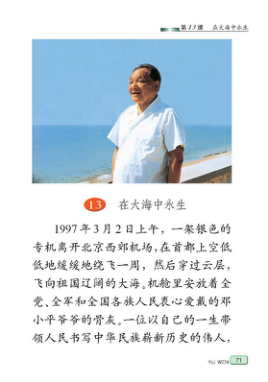 第13课 在大海中永生
13 在大海中永生
1997年3月2日上午，一架银色的
专机离开北京西郊机场，在首都上空低
低地缓缓地绕飞一周，然后穿过云层，
飞向祖国辽阔的大海。机舱里安放着全
党、全军和全国各族人民衷心爱戴的邓
小平爷爷的骨灰。一位以自己的一生带
领人民书写中华民族崭新历史的伟人，
YU WEN 71